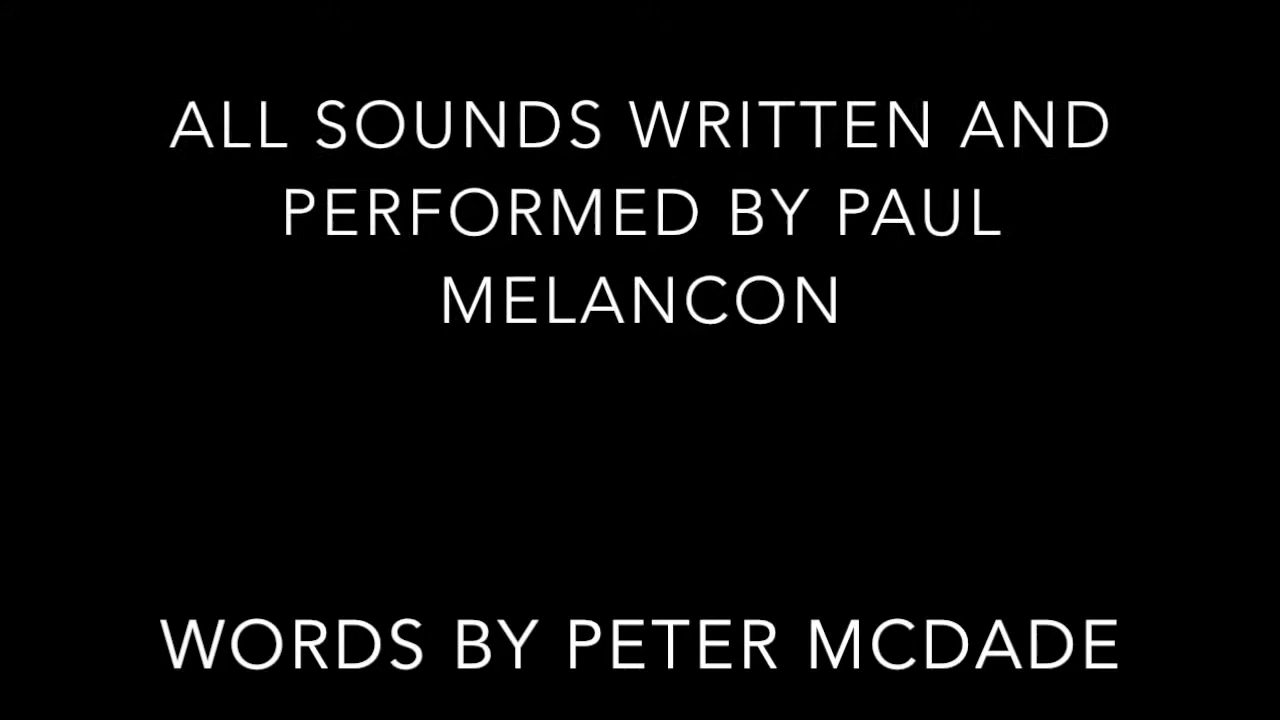 ALL SOUNDS WRITTEN AND
PERFORMED BY PAUL
MELANCON
WORDS BY PETER MCDADE